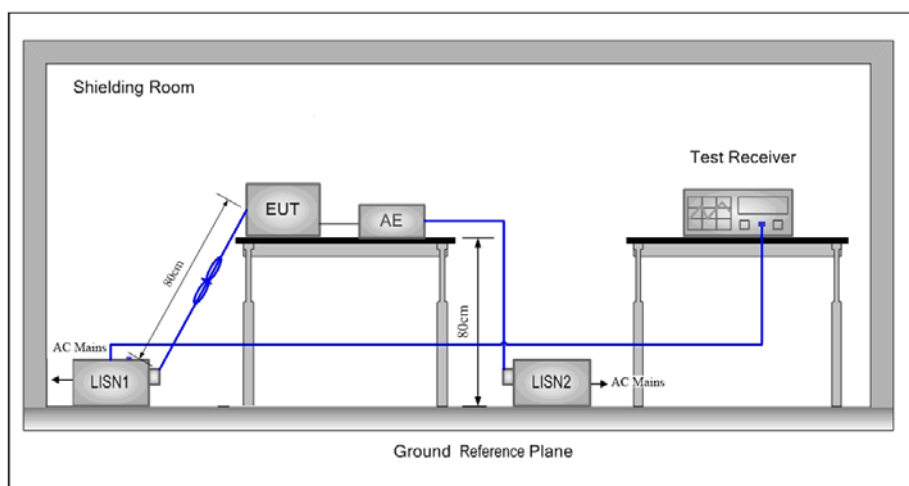 Shielding Room
Test Receiver
EUT
AE
80cm
80cm
AC Mains
LISN1
LISN2
AC Mains
Ground Reference Plane